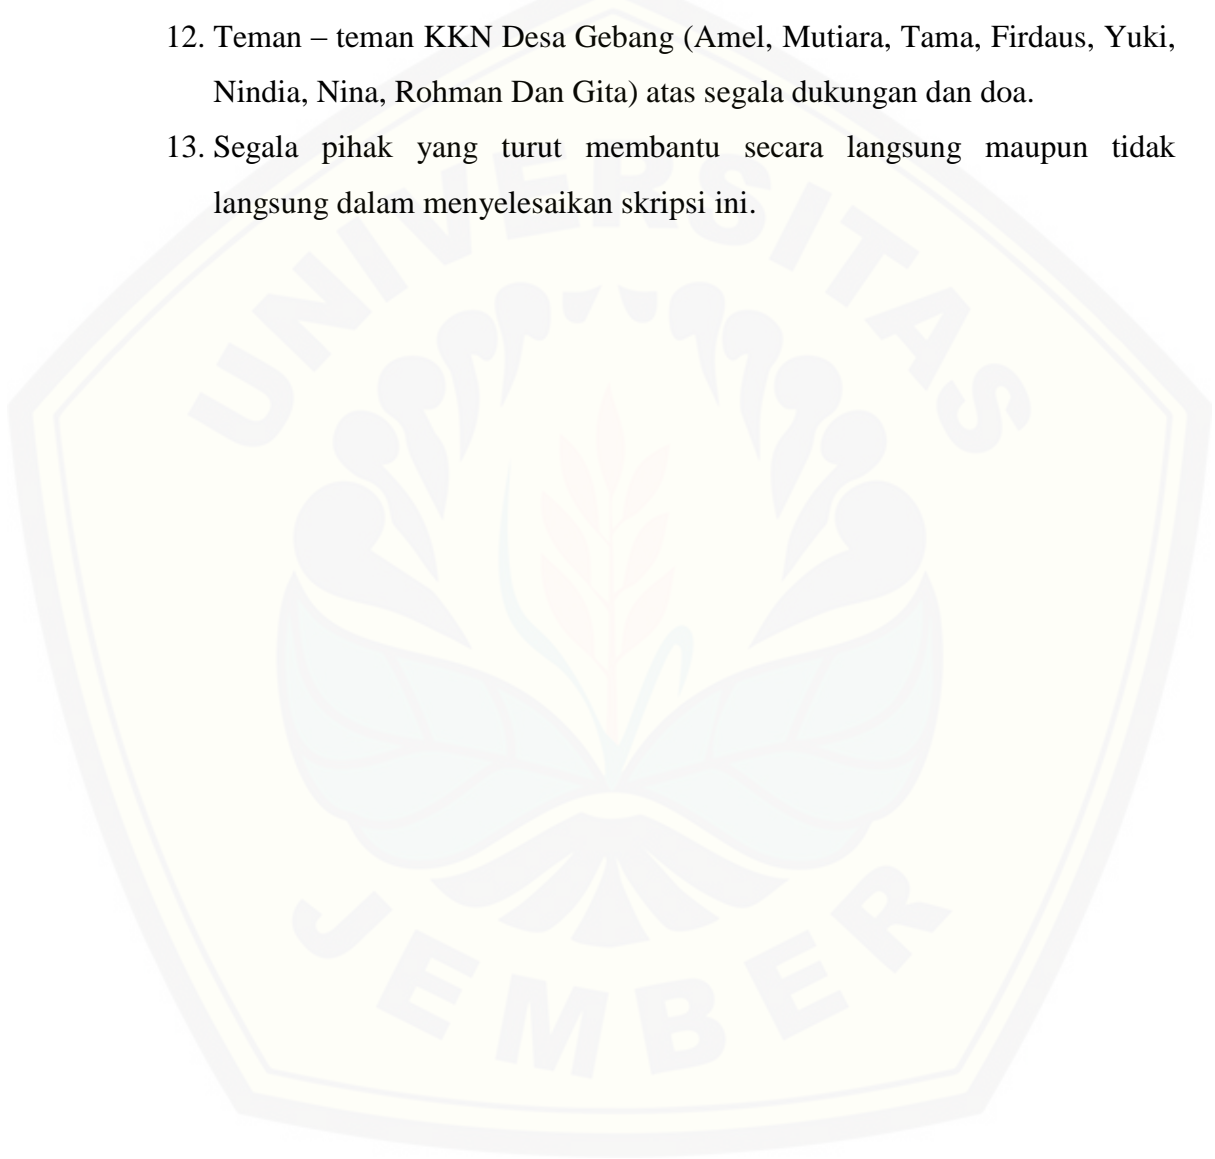 12. Teman – teman KKN Desa Gebang (Amel, Mutiara, Tama, Firdaus, Yuki,
Nindia, Nina, Rohman Dan Gita) atas segala dukungan dan doa.
13. Segala pihak yang turut membantu secara langsung maupun tidak
langsung dalam menyelesaikan skripsi ini.
UNIVERSITAS
JEMBER